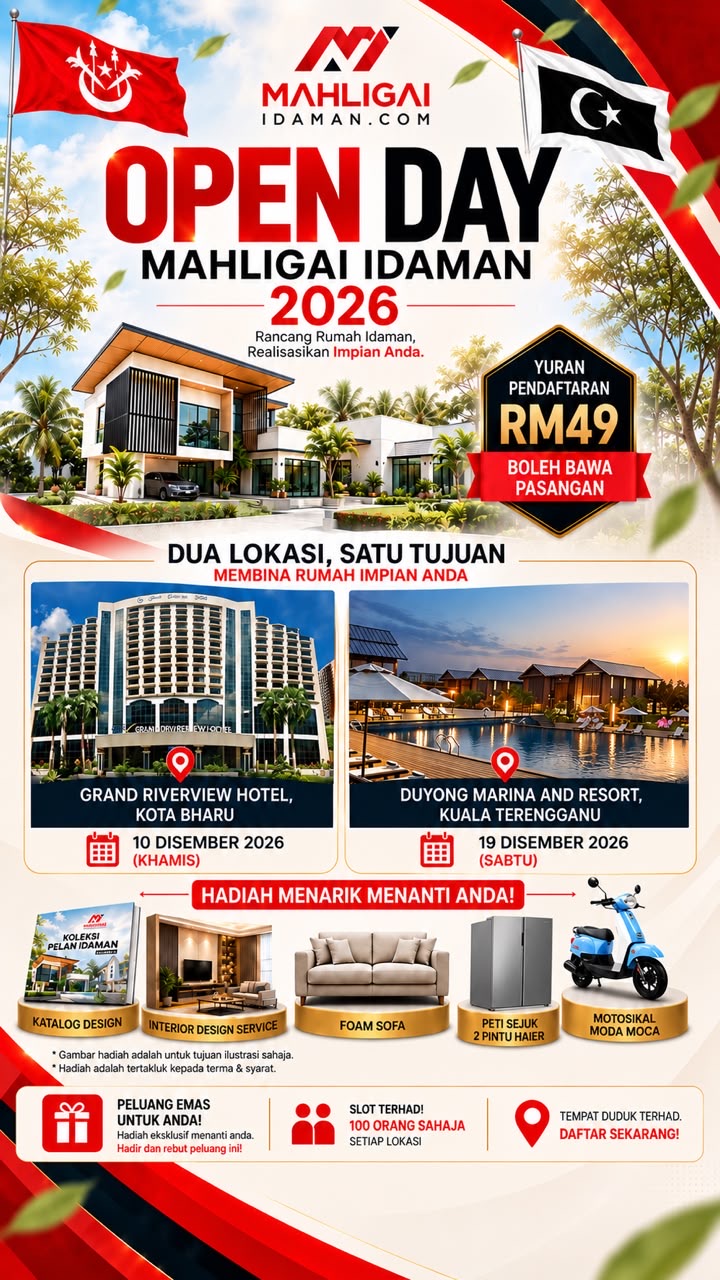 MAHLIGAI
IDAMAN.COM
OPEN DAY
MAHLIGAI IDAMAN
2026
Rancang Rumah Idaman,
Realisasikan Impian Anda.
YURAN
PENDAFTARAN
RM49
BOLEH BAWA
PASANGAN
DUA LOKASI, SATU TUJUAN
MEMBINA RUMAH IMPIAN ANDA
GRAND RIVERVIEW HOTEL,
KOTA BHARU
10 DISEMBER 2026
(KHAMIS)
DUYONG MARINA AND RESORT,
KUALA TERENGGANU
19 DISEMBER 2026
(SABTU)
HADIAH MENARIK MENANTI ANDA!
KOLEKSI
PELAN IDAMAN
KATALOG DESIGN
INTERIOR DESIGN SERVICE
FOAM SOFA
PETI SEJUK
2 PINTU HAIER
MOTOSIKAL
MODA MOCA
* Gambar hadiah adalah untuk tujuan ilustrasi sahaja.
* Hadiah adalah tertakluk kepada terma & syarat.
PELUANG EMAS
UNTUK ANDA!
Hadiah eksklusif menanti anda.
Hadir dan rebut peluang ini!
SLOT TERHAD!
100 ORANG SAHAJA
SETIAP LOKASI
TEMPAT DUDUK TERHAD.
DAFTAR SEKARANG!